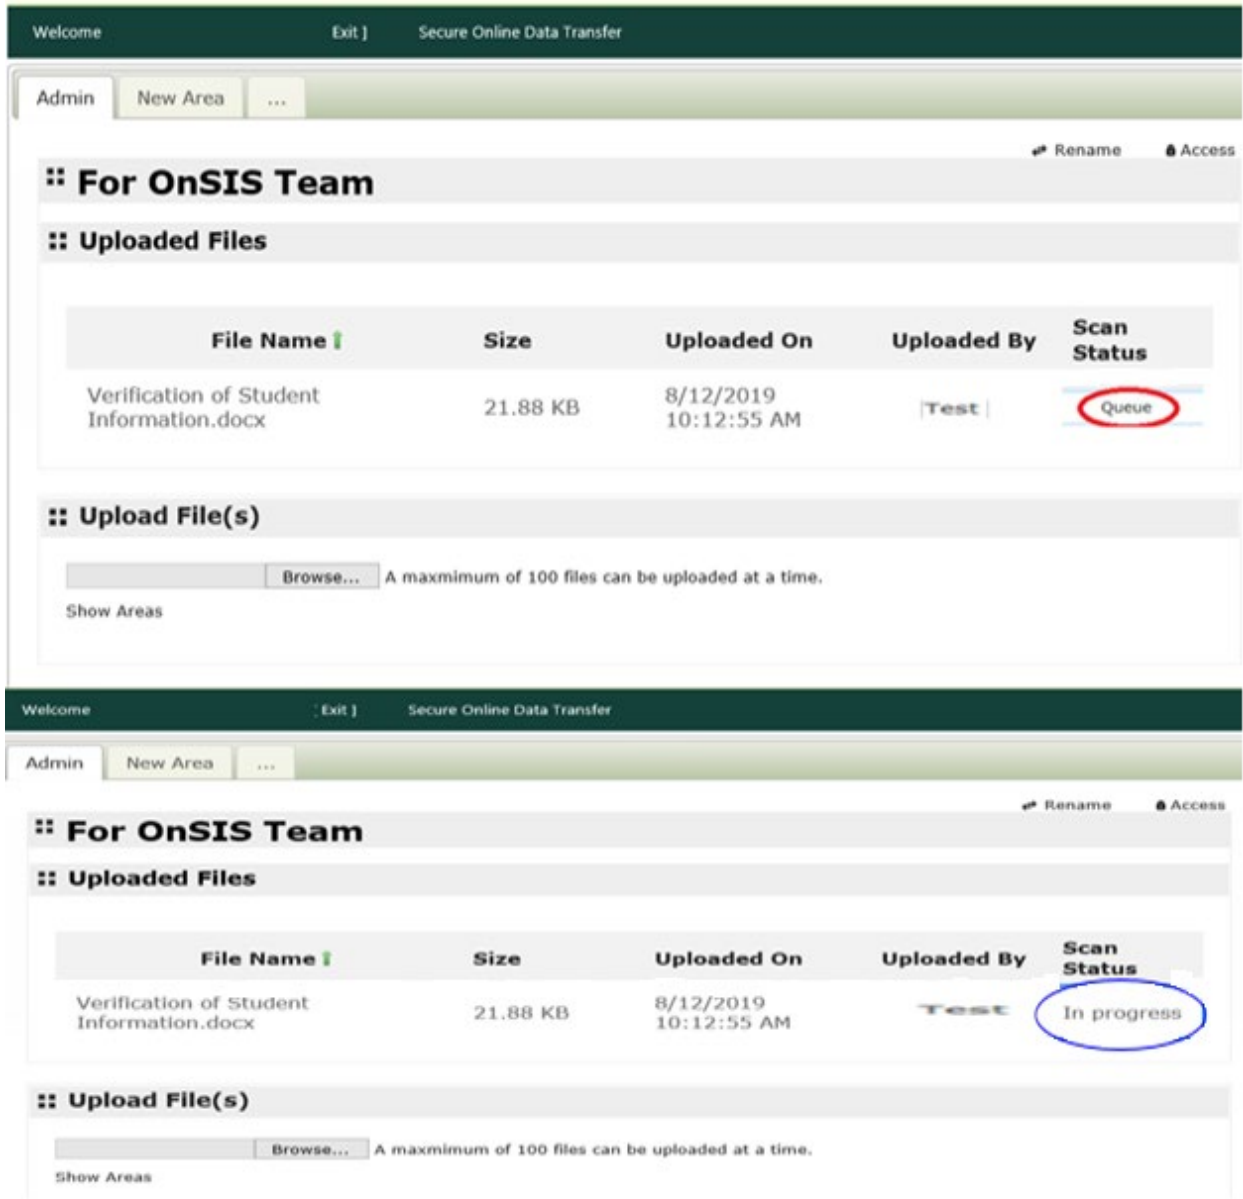 Welcome Exit ] Secure Online Data Transfer
Admin New Area ...
Rename Access
For OnSIS Team
Uploaded Files
File Name Size Uploaded On Uploaded By Scan Status
Verification of Student Information.docx 21.88 KB 8/12/2019 10:12:55 AM Test Queue
Upload File(s)
Browse... A maxmimum of 100 files can be uploaded at a time.
Show Areas
Welcome Exit ] Secure Online Data Transfer
Admin New Area ...
Rename Access
For OnSIS Team
Uploaded Files
File Name Size Uploaded On Uploaded By Scan Status
Verification of Student Information.docx 21.88 KB 8/12/2019 10:12:55 AM Test In progress
Upload File(s)
Browse... A maxmimum of 100 files can be uploaded at a time.
Show Areas